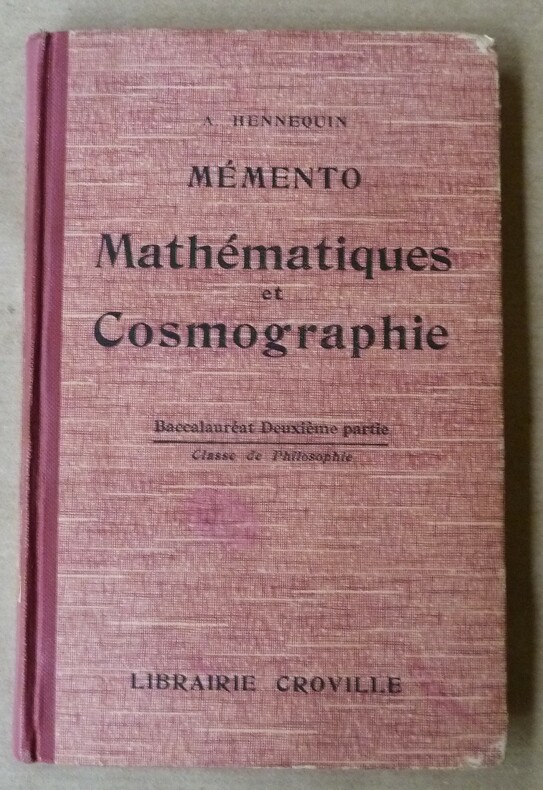 A HENNEQUIN
MÉMENTO
Mathématiques
et
Cosmographie
Baccalauréat Deuxième partie
Classe de Philosophie
LIBRAIRIE CROVILLE